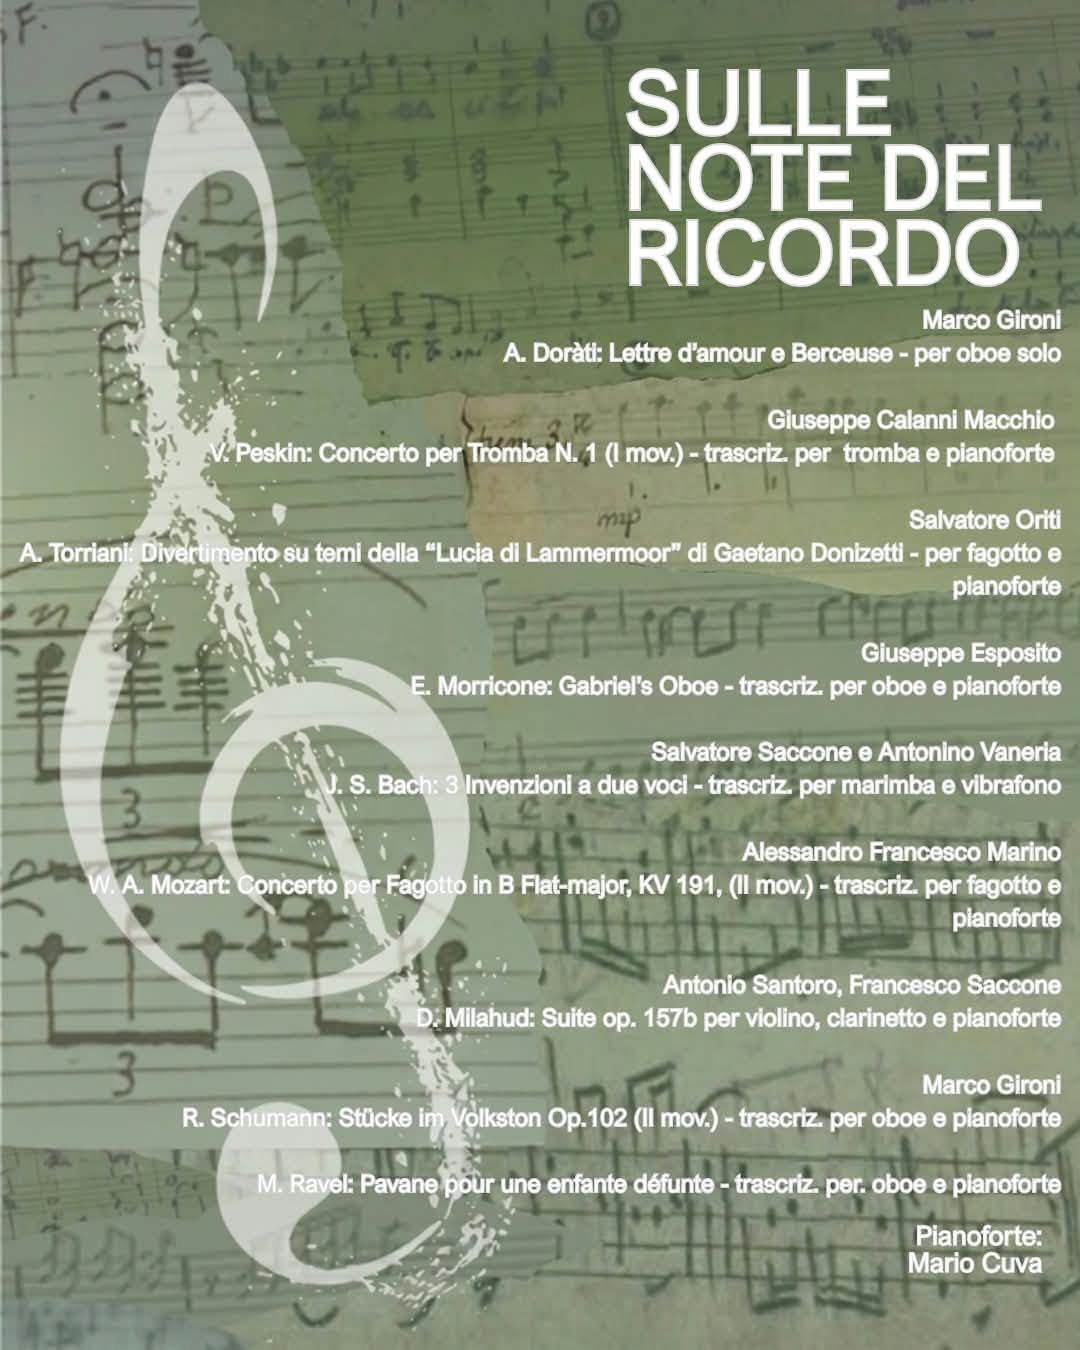 SULLE
NOTE DEL
RICORDO
Marco Gironi
A. Doràti: Lettre d'amour e Berceuse - per oboe solo
Giuseppe Calanni Macchio
V. Peskin: Concerto per Tromba N. 1 (I mov.) - trascriz. per tromba e pianoforte
Salvatore Oriti
A. Torriani: Divertimento su temi della “Lucia di Lammermoor” di Gaetano Donizetti - per fagotto e
pianoforte
Giuseppe Esposito
E. Morricone: Gabriel's Oboe - trascriz. per oboe e pianoforte
Salvatore Saccone e Antonino Vaneria
J. S. Bach: 3 Invenzioni a due voci - trascriz. per marimba e vibrafono
Alessandro Francesco Marino
W. A. Mozart: Concerto per Fagotto in B Flat-major, KV 191, (II mov.) - trascriz. per fagotto e
pianoforte
Antonio Santoro, Francesco Saccone
D. Milahud: Suite op. 157b per violino, clarinetto e pianoforte
Marco Gironi
R. Schumann: Stücke im Volkston Op.102 (II mov.) - trascriz. per oboe e pianoforte
M. Ravel: Pavane pour une enfante défunte - trascriz. per. oboe e pianoforte
Pianoforte:
Mario Cuva
mp
3
3